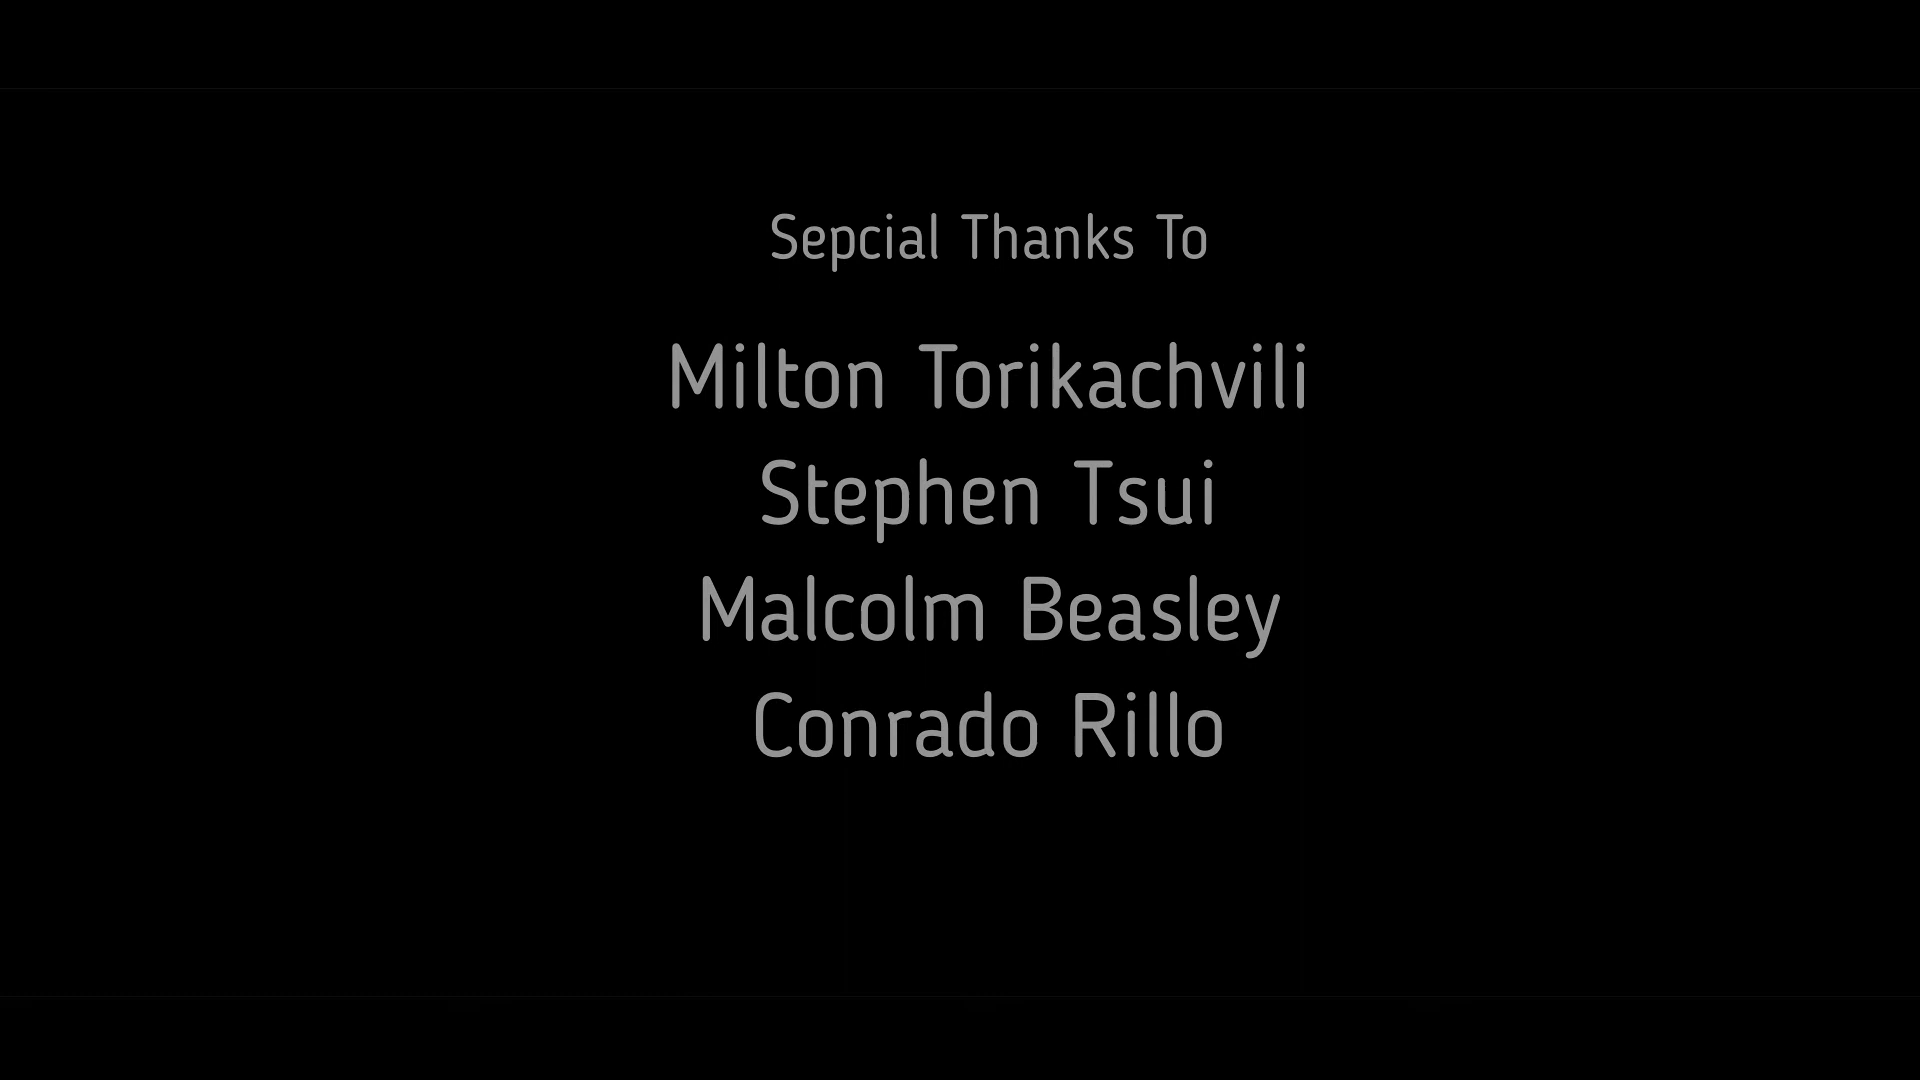 Sepcial Thanks To
Milton Torikachvili
Stephen Tsui
Malcolm Beasley
Conrado Rillo